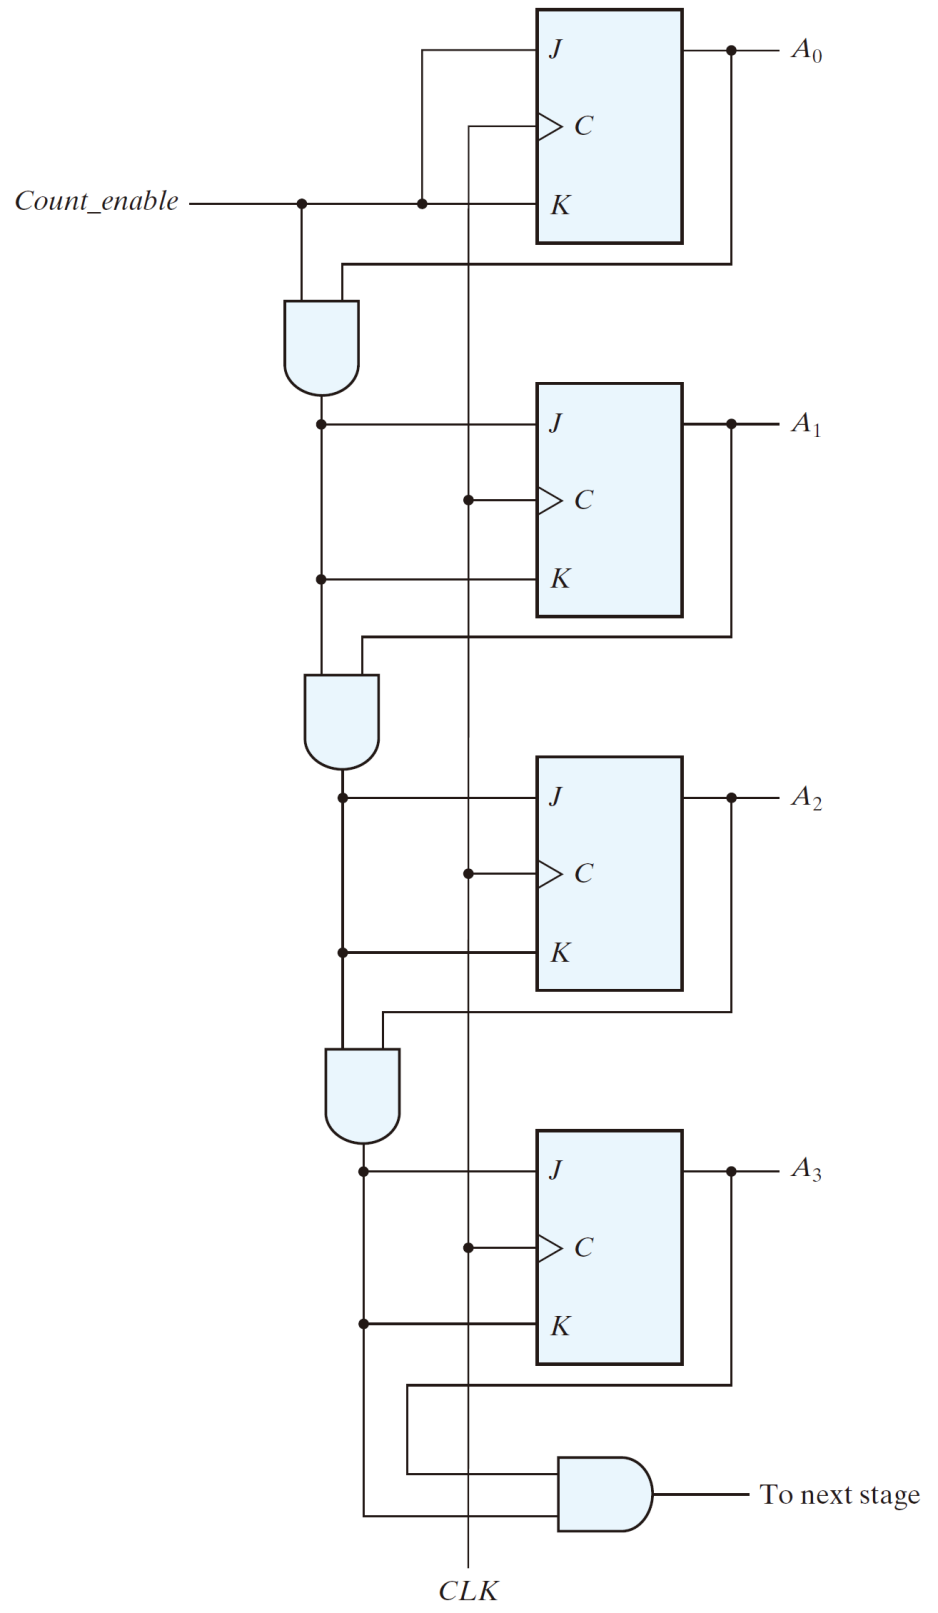 J
A₀
C
Count_enable
K
J
A₁
C
K
J
A₂
C
K
J
A₃
C
K
To next stage
CLK